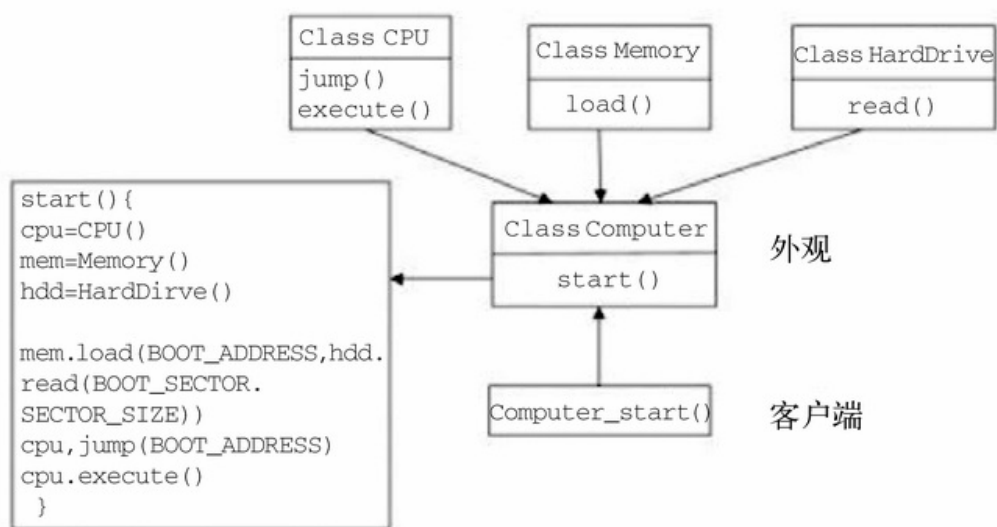 Class CPU
jump()
execute()
Class Memory
load()
Class HardDrive
read()
start(){
cpu=CPU()
mem=Memory()
hdd=HardDirve()
mem.load(BOOT_ADDRESS,hdd.
read(BOOT_SECTOR.
SECTOR_SIZE))
cpu,jump(BOOT_ADDRESS)
cpu.execute()
}
Class Computer
start()
外观
Computer_start()
客户端